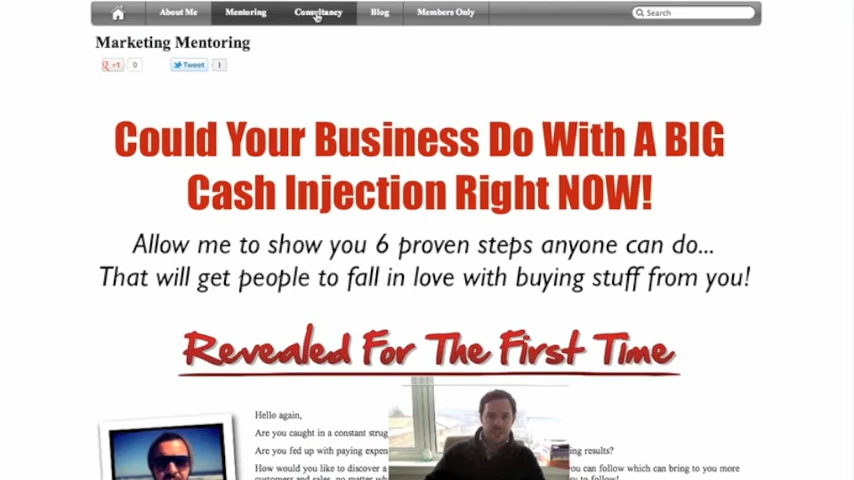 About Me Mentoring Consultancy Blog Members Only Search
Marketing Mentoring
+1 0 Tweet 1
Could Your Business Do With A BIG
Cash Injection Right NOW!
Allow me to show you 6 proven steps anyone can do...
That will get people to fall in love with buying stuff from you!
Revealed For The First Time
Hello again,
Are you caught in a constant
Are you fed up with paying results?
How would you like to discover a you can follow which can bring to you more
customers and sales, no matter to follow!